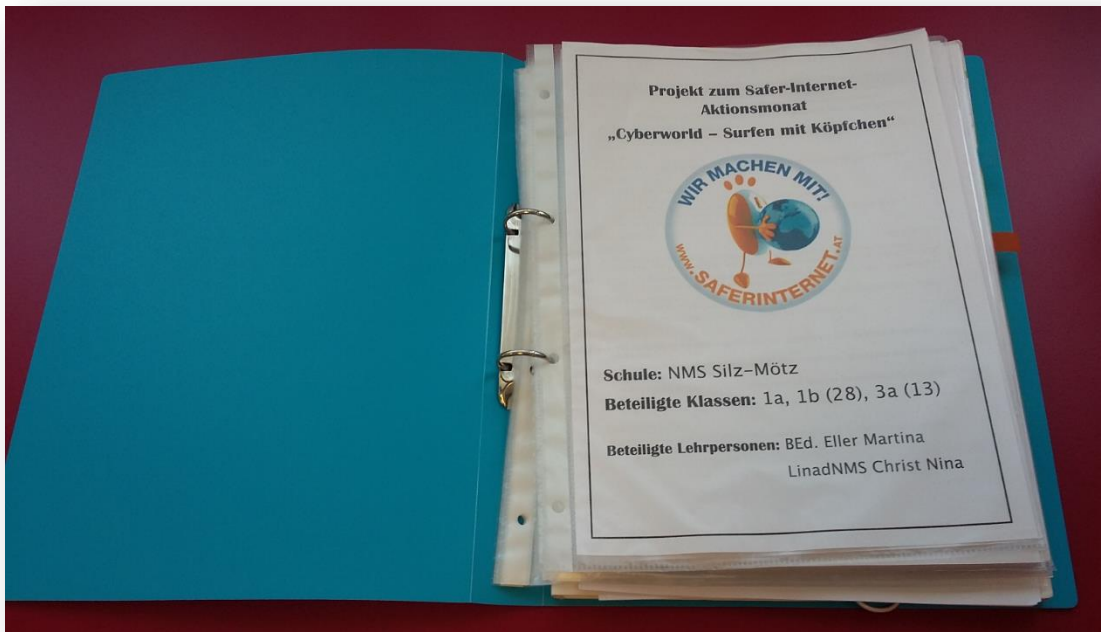 Projekt zum Safer-Internet-
Aktionsmonat
„Cyberworld – Surfen mit Köpfchen“
WIR MACHEN MIT!
WWW.SAFERINTERNET.AT
Schule: NMS Silz-Mötz
Beteiligte Klassen: 1a, 1b (28), 3a (13)
Beteiligte Lehrpersonen: BEd. Eller Martina
LinadNMS Christ Nina